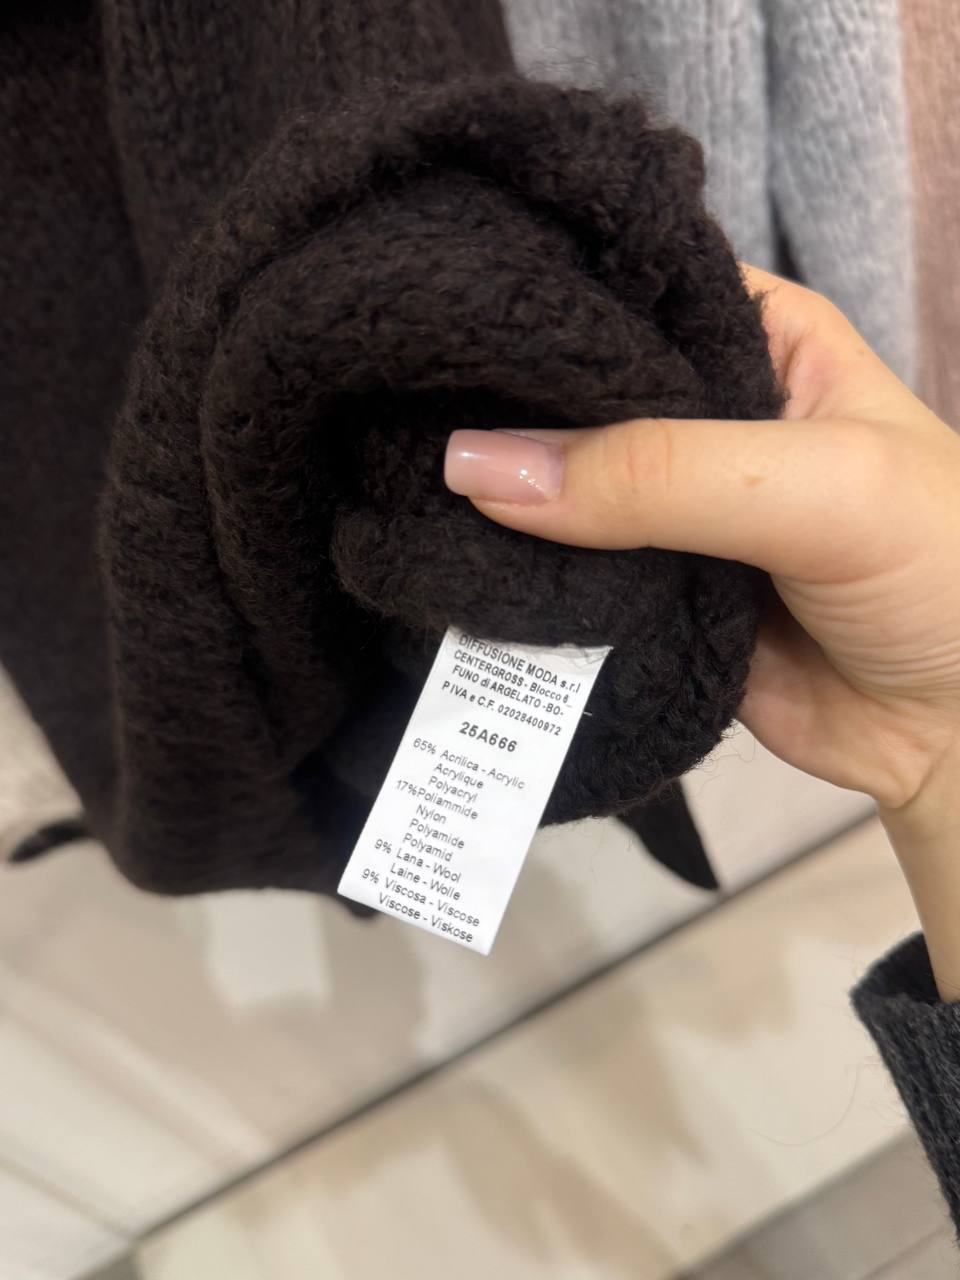 DIFFUSIONE MODA s.r.l
CENTERGROSS - Blocco 6_
FUNO di ARGELATO -BO-
P IVA e C.F. 02028400972
25A666
65% Acrilica - Acrylic
Acrylique
Polyacryl
17%Poliammide
Nylon
Polyamide
Polyamid
9% Lana - Wool
Laine - Wolle
9% Viscosa - Viscose
Viscose - Viskose